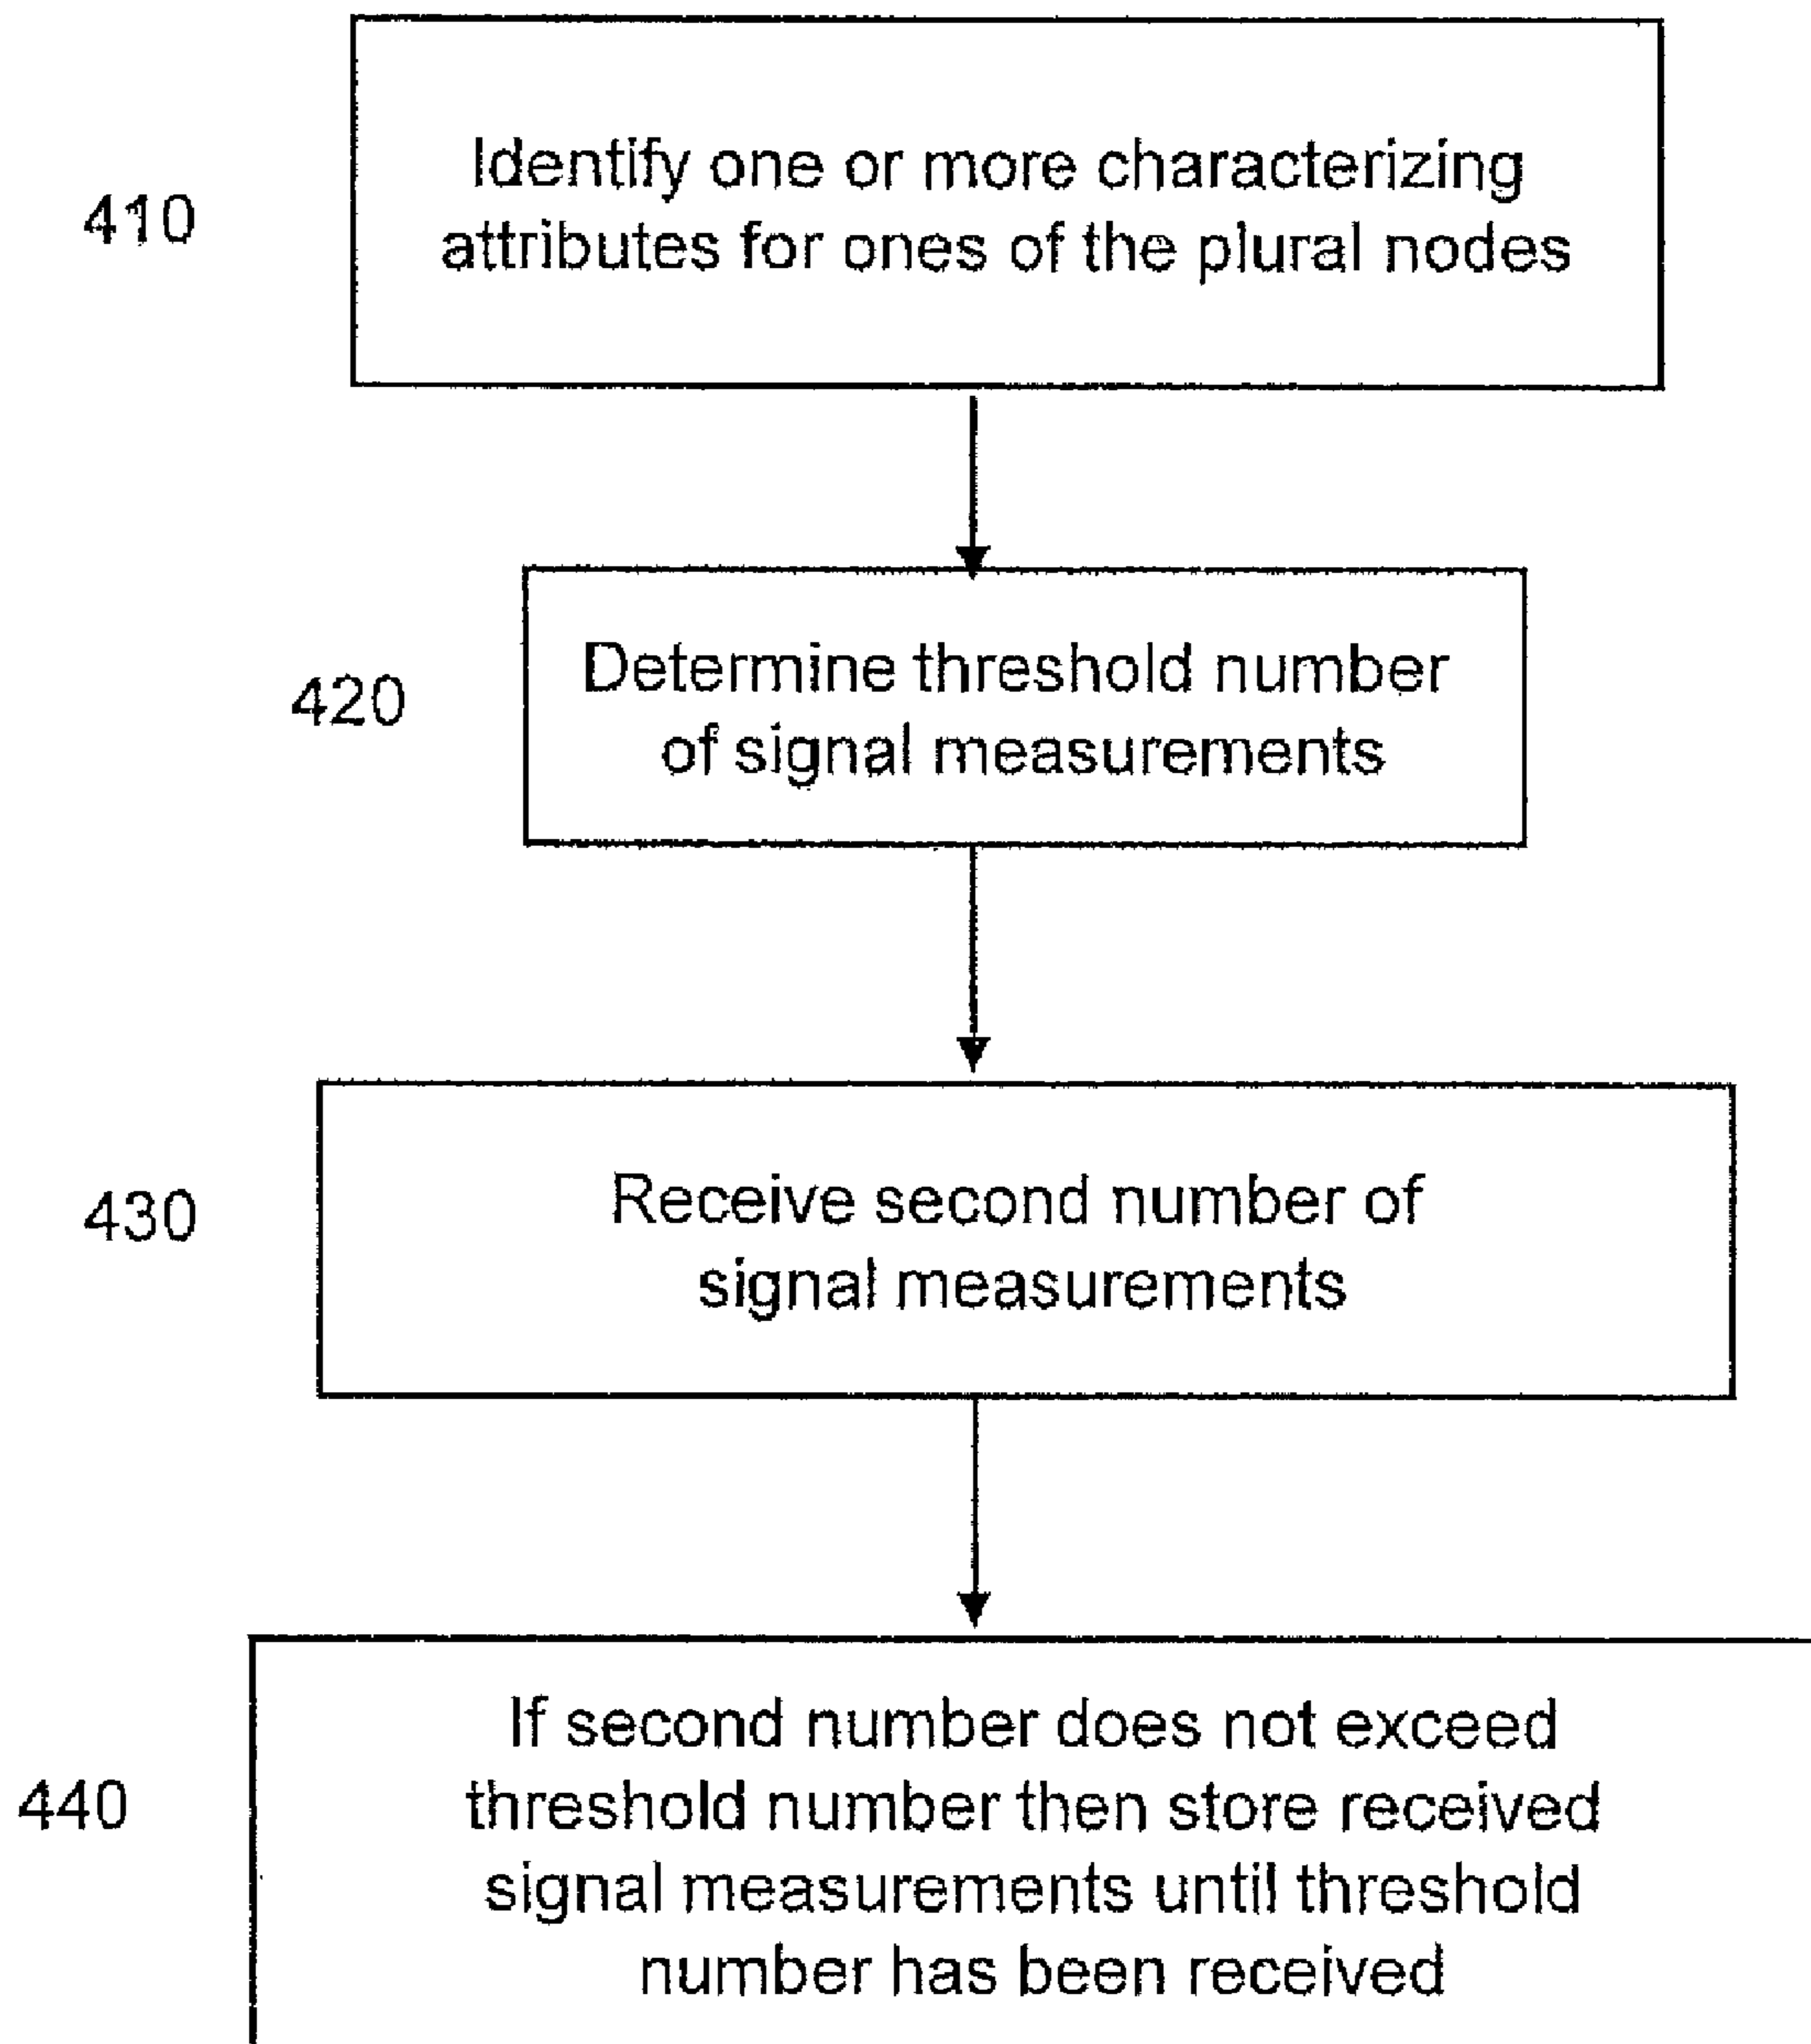 410
Identify one or more characterizing
attributes for ones of the plural nodes
420
Determine threshold number
of signal measurements
430
Receive second number of
signal measurements
440
If second number does not exceed
threshold number then store received
signal measurements until threshold
number has been received